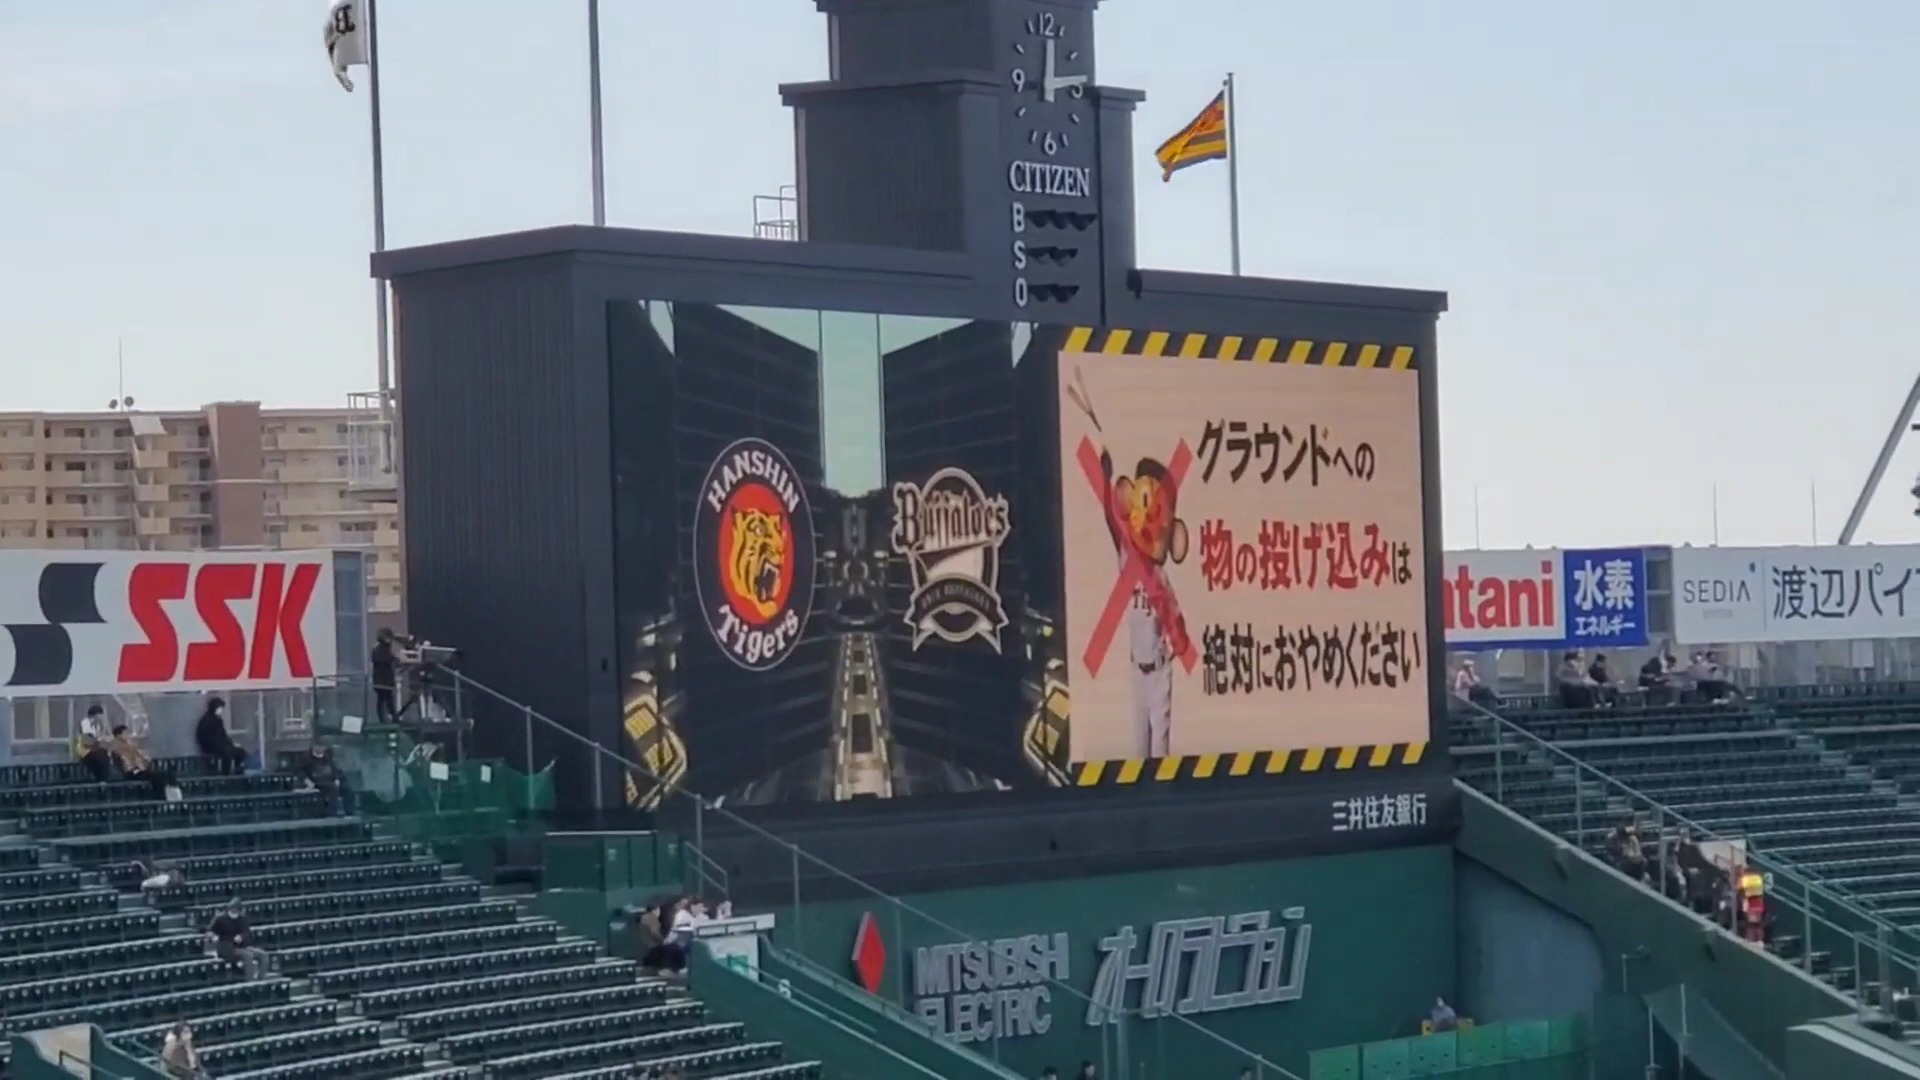 12
9
3
6
CITIZEN
B
S
O
HANSHIN
Tigers
Buffaloes
グラウンドへの
物の投げ込みは
絶対におやめください
SSK
ntani
水素
エネルギー
SEDIA
渡辺パイ
三井住友銀行
MITSUBISHI
ELECTRIC
オーロラビジョン